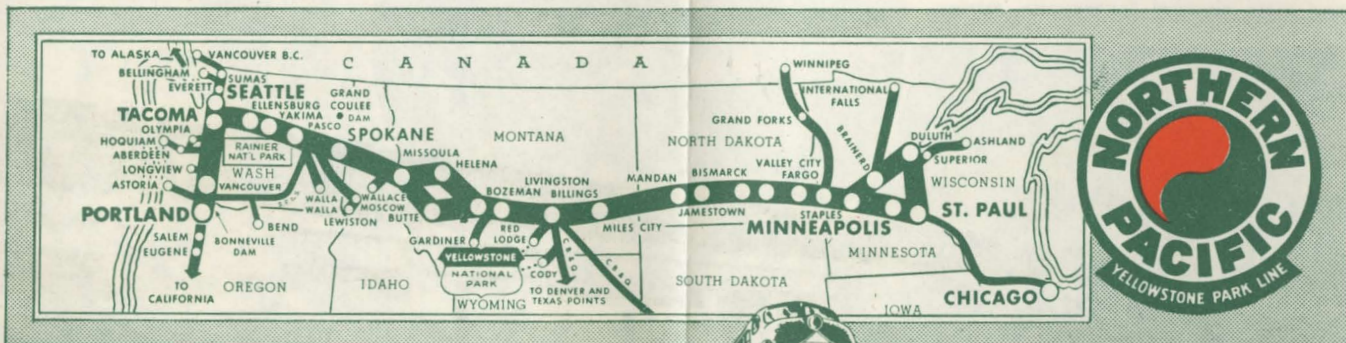 TO ALASKA
VANCOUVER B.C.
CANADA
BELLINGHAM
SUMAS
EVERETT
SEATTLE
TACOMA
ELLENSBURG
YAKIMA
PASCO
GRAND
COULEE
DAM
SPOKANE
OLYMPIA
HOQUIAM
ABERDEEN
RAINIER
NAT'L PARK
WASH
LONGVIEW
ASTORIA
VANCOUVER
PORTLAND
SALEM
EUGENE
TO
CALIFORNIA
BONNEVILLE
DAM
BEND
OREGON
WALLA
WALLA
LEWISTON
WALLACE
MOSCOW
IDAHO
MISSOULA
HELENA
BUTTE
MONTANA
BOZEMAN
LIVINGSTON
BILLINGS
GARDINER
RED
LODGE
YELLOWSTONE
NATIONAL
PARK
CODY
WYOMING
C B & Q
C B & Q
TO DENVER AND
TEXAS POINTS
MILES CITY
MANDAN
BISMARCK
JAMESTOWN
NORTH DAKOTA
SOUTH DAKOTA
VALLEY CITY
FARGO
GRAND FORKS
WINNIPEG
INTERNATIONAL
FALLS
BRAINERD
STAPLES
MINNEAPOLIS
ST. PAUL
MINNESOTA
DULUTH
SUPERIOR
ASHLAND
WISCONSIN
IOWA
CHICAGO
NORTHERN
PACIFIC
YELLOWSTONE PARK LINE